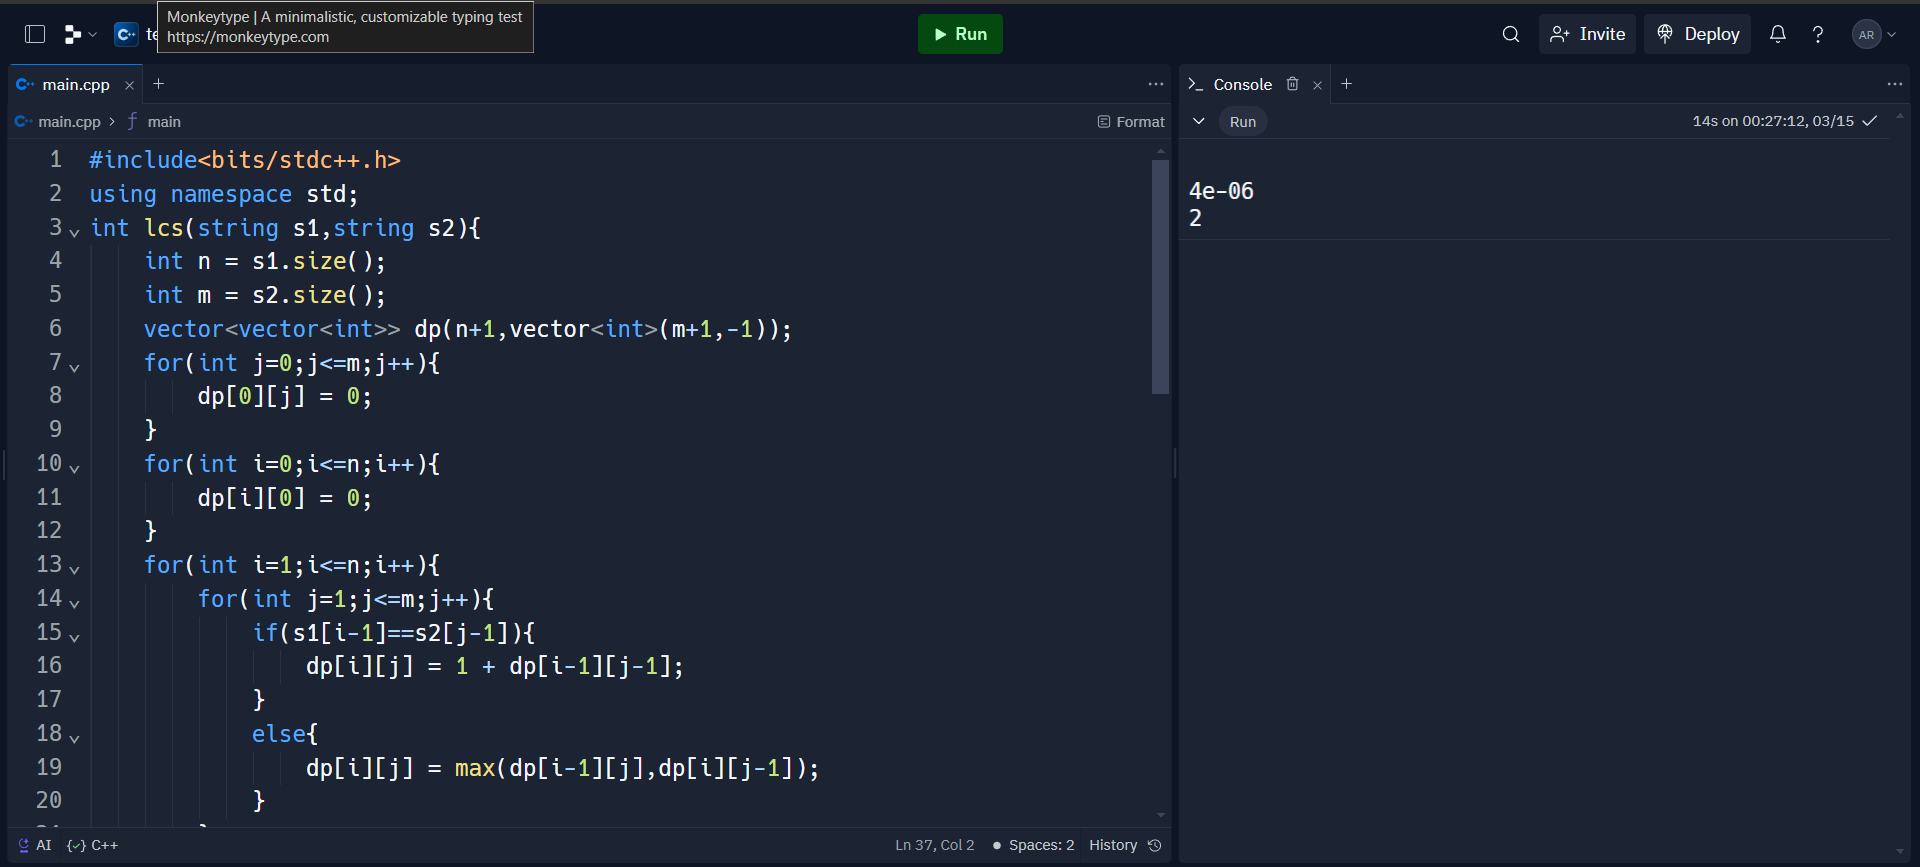 Monkeytype | A minimalistic, customizable typing test
https://monkeytype.com
Run
Invite
Deploy
AR
main.cpp
Console
main.cpp > main
Format
Run
14s on 00:27:12, 03/15
1 #include<bits/stdc++.h>
2 using namespace std;
3 int lcs(string s1,string s2){
4 int n = s1.size();
5 int m = s2.size();
6 vector<vector<int>> dp(n+1,vector<int>(m+1,-1));
7 for(int j=0;j<=m;j++){
8 dp[0][j] = 0;
9 }
10 for(int i=0;i<=n;i++){
11 dp[i][0] = 0;
12 }
13 for(int i=1;i<=n;i++){
14 for(int j=1;j<=m;j++){
15 if(s1[i-1]==s2[j-1]){
16 dp[i][j] = 1 + dp[i-1][j-1];
17 }
18 else{
19 dp[i][j] = max(dp[i-1][j],dp[i][j-1]);
20 }
4e-06
2
AI
{✓} C++
Ln 37, Col 2
Spaces: 2
History